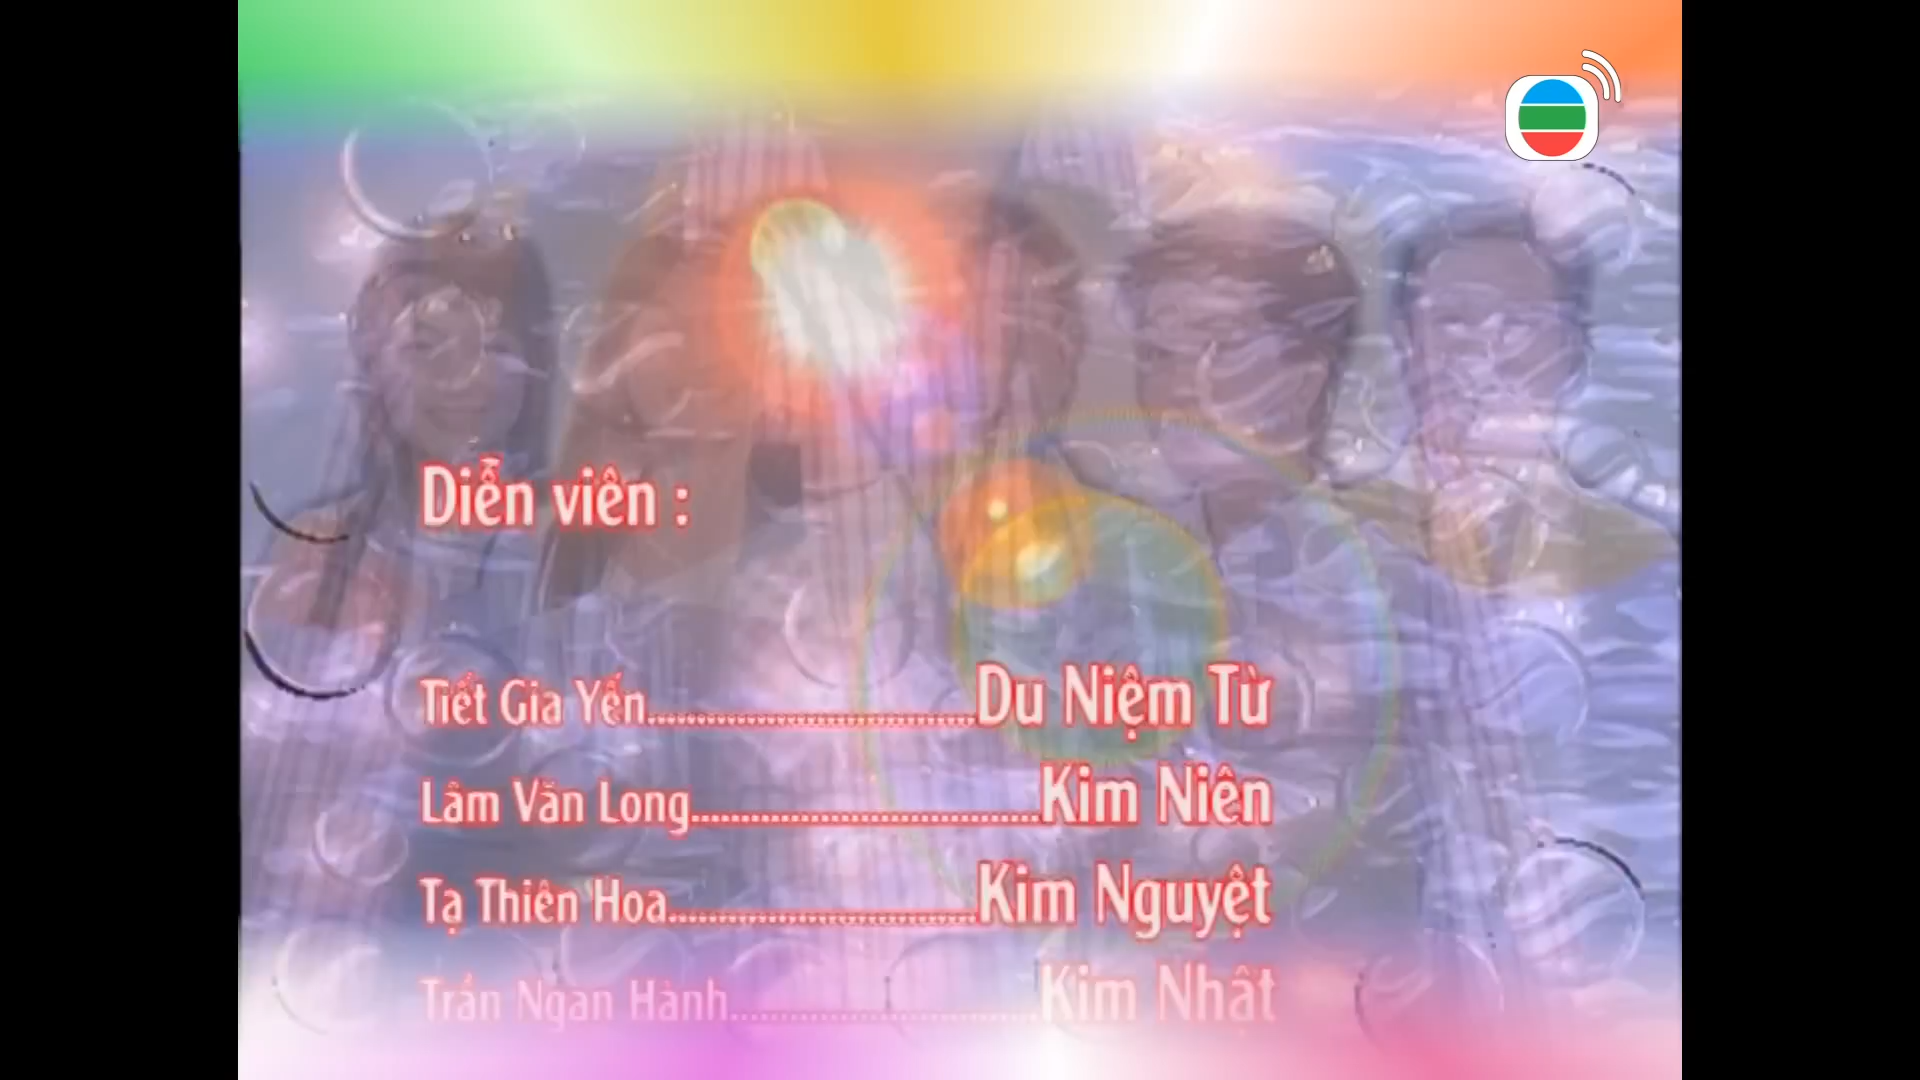 Diễn viên :
Tiết Gia Yến..............................Du Niệm Từ
Lâm Văn Long..............................Kim Niên
Tạ Thiên Hoa..............................Kim Nguyệt
Trần Ngan Hành..............................Kim Nhật